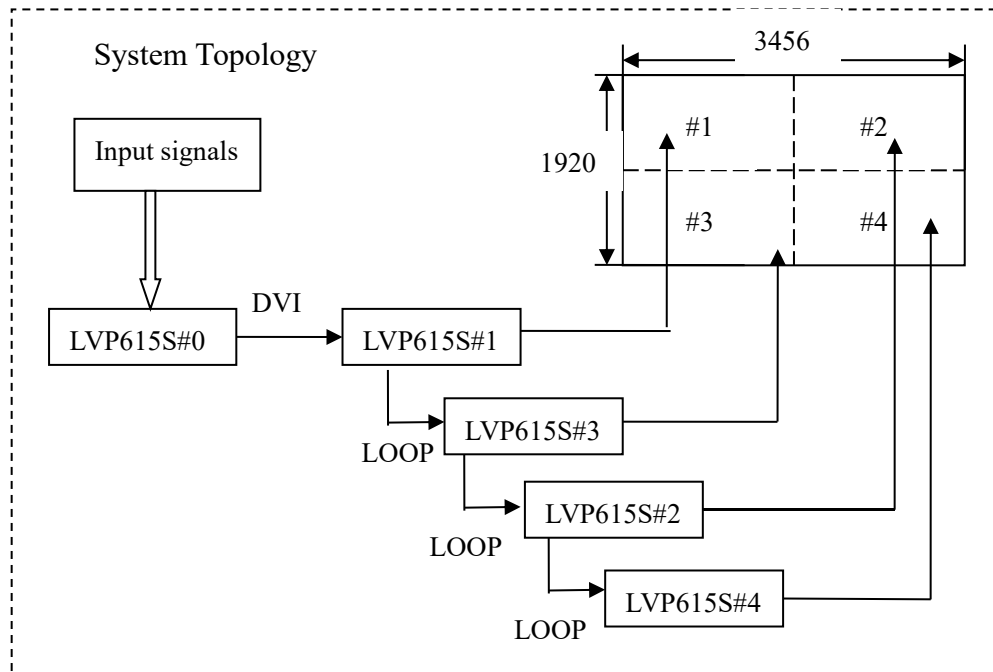 3456
System Topology
#1
#2
Input signals
1920
#3
#4
DVI
LVP615S#0
LVP615S#1
LVP615S#3
LOOP
LVP615S#2
LOOP
LVP615S#4
LOOP